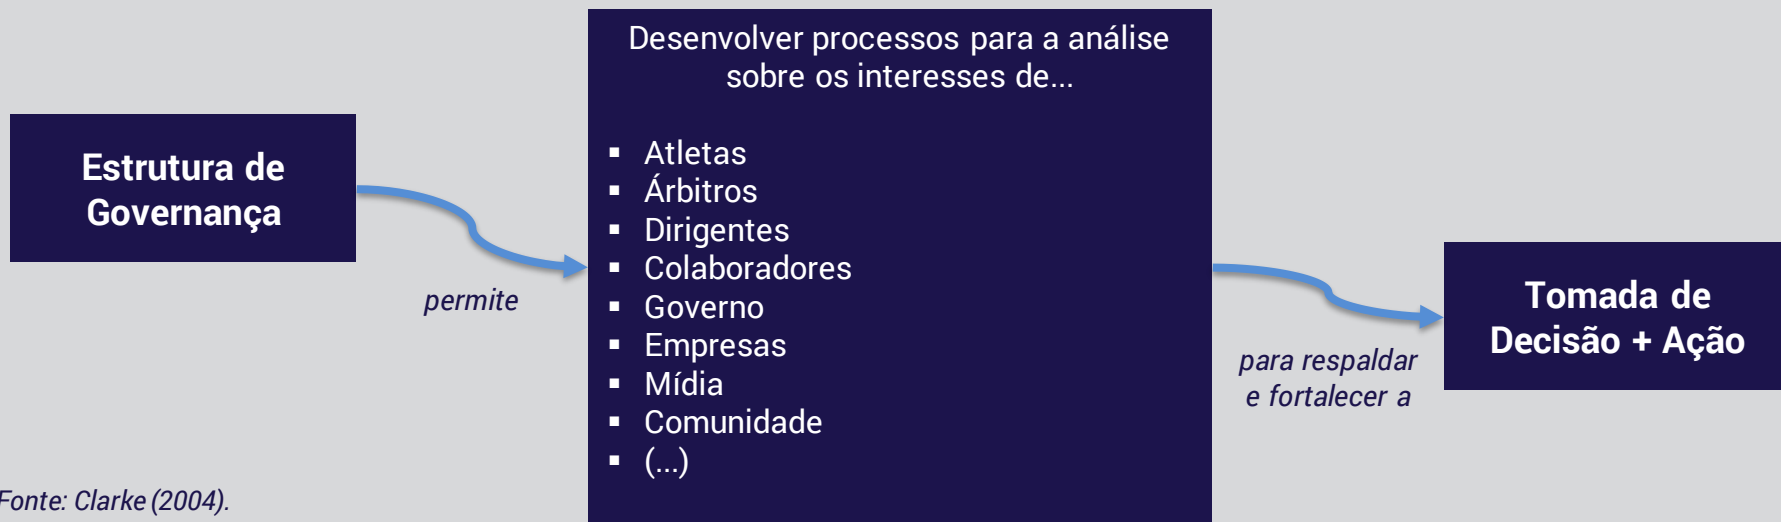 Estrutura de
Governança
permite
Desenvolver processos para a análise
sobre os interesses de...
▪ Atletas
▪ Árbitros
▪ Dirigentes
▪ Colaboradores
▪ Governo
▪ Empresas
▪ Mídia
▪ Comunidade
▪ (...)
para respaldar
e fortalecer a
Tomada de
Decisão + Ação
Fonte: Clarke (2004).